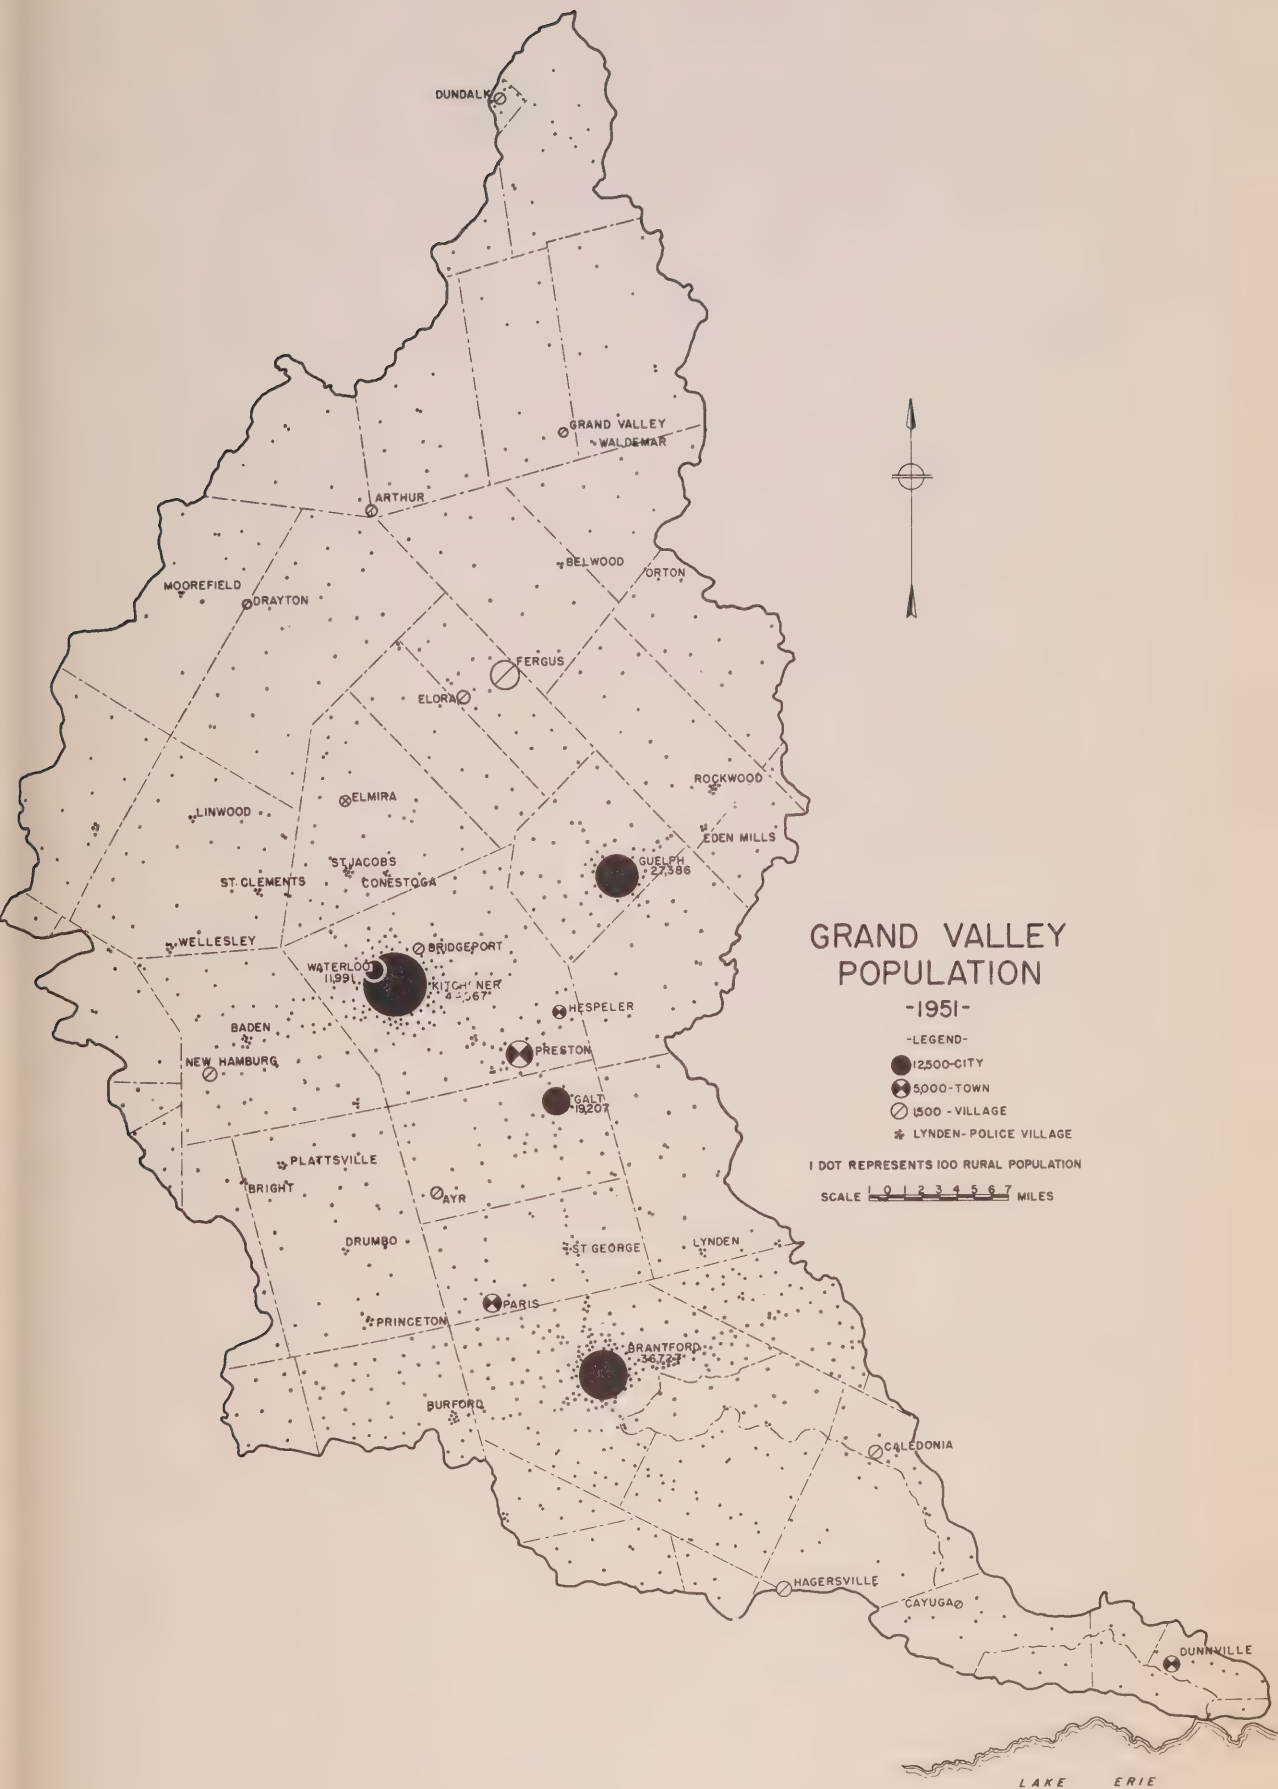 DUNDALK
GRAND VALLEY
WALDEMAR
ARTHUR
BELWOOD
ORTON
MOOREFIELD
DRAYTON
FERGUS
ELORA
ROCKWOOD
ELMIRA
LINWOOD
EDEN MILLS
ST. JACOBS
GUELPH
27,386
ST. CLEMENTS
CONESTOGA
WELLESLEY
BRIDGEPORT
WATERLOO
11,991
KITCHENER
HESPELER
BADEN
PRESTON
NEW HAMBURG
GALT
19,207
PLATTSVILLE
BRIGHT
AYR
DRUMBO
ST GEORGE
LYNDEN
PARIS
PRINCETON
BRANTFORD
36727
BURFORD
CALEDONIA
HAGERSVILLE
CAYUGA
DUNNVILLE
GRAND VALLEY
POPULATION
-1951-
-LEGEND-
12,500-CITY
5,000-TOWN
1,500 - VILLAGE
LYNDEN- POLICE VILLAGE
1 DOT REPRESENTS 100 RURAL POPULATION
SCALE 1 0 1 2 3 4 5 6 7 MILES
LAKE ERIE